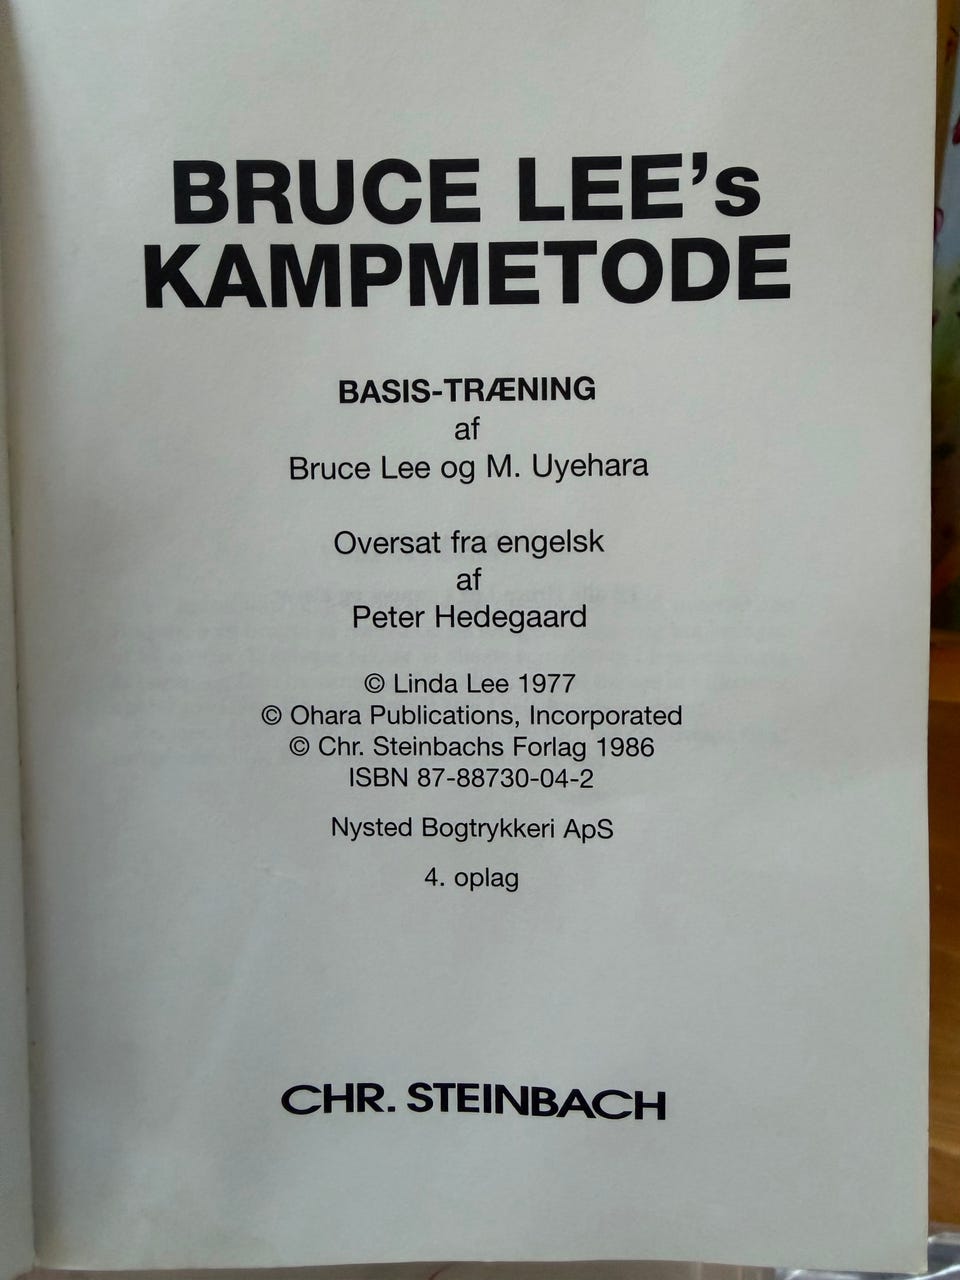 BRUCE LEE's
KAMPMETODE
BASIS-TRÆNING
af
Bruce Lee og M. Uyehara
Oversat fra engelsk
af
Peter Hedegaard
© Linda Lee 1977
© Ohara Publications, Incorporated
© Chr. Steinbachs Forlag 1986
ISBN 87-88730-04-2
Nysted Bogtrykkeri ApS
4. oplag
CHR. STEINBACH